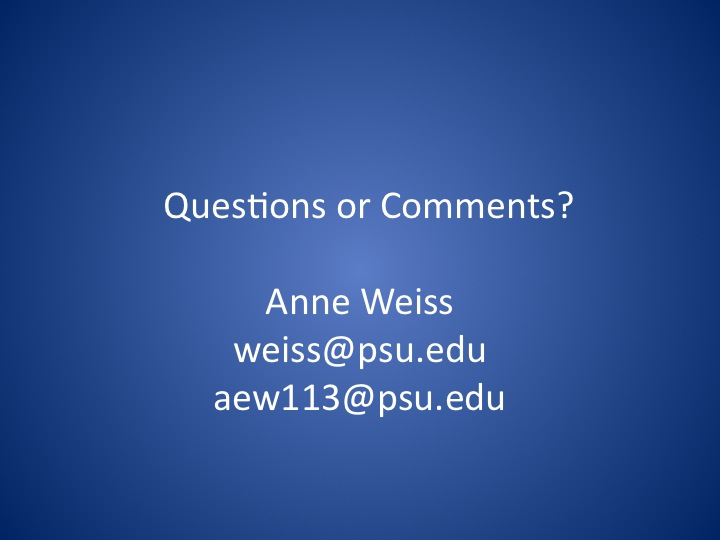 Questions or Comments?
Anne Weiss
weiss@psu.edu
aew113@psu.edu